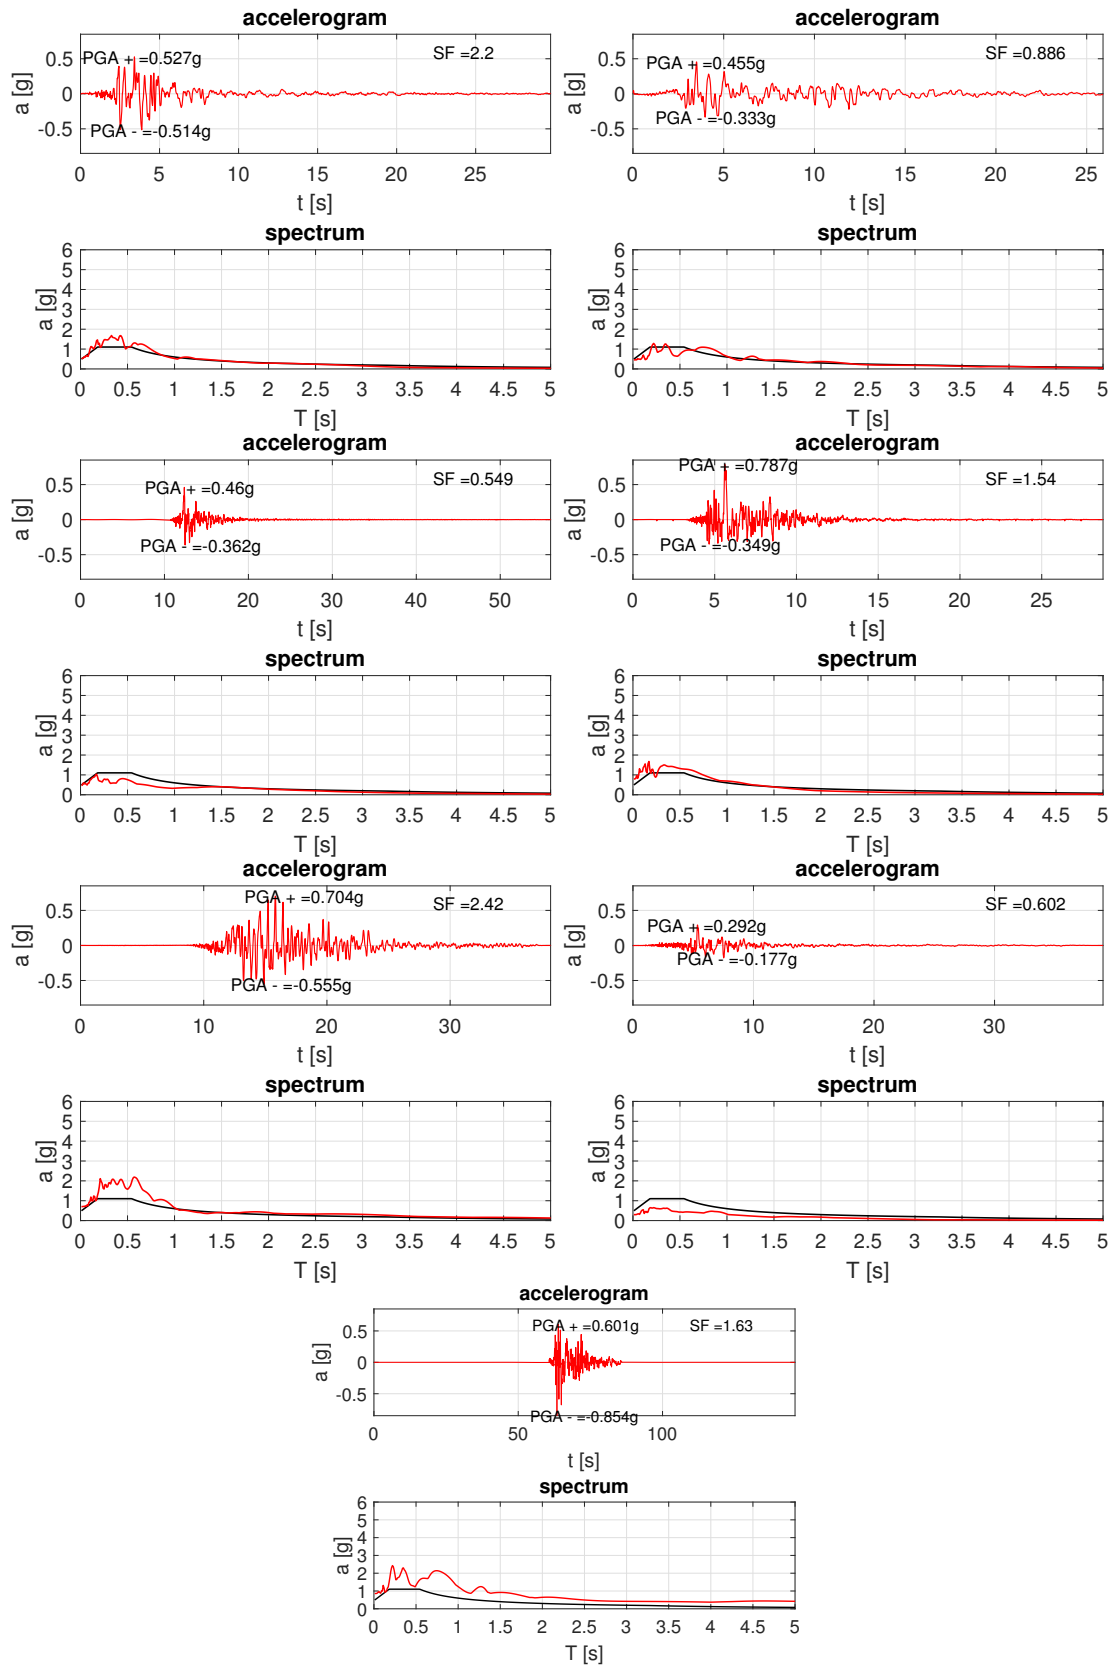 accelerogram
accelerogram
PGA + =0.527g
SF =2.2
PGA + =0.455g
SF =0.886
0.5
0
-0.5
a [g]
PGA - =-0.514g
0.5
0
-0.5
a [g]
PGA - =-0.333g
0 5 10 15 20 25
0 5 10 15 20 25
t [s]
t [s]
spectrum
spectrum
6
5
4
3
2
1
0
a [g]
6
5
4
3
2
1
0
a [g]
0 0.5 1 1.5 2 2.5 3 3.5 4 4.5 5
0 0.5 1 1.5 2 2.5 3 3.5 4 4.5 5
T [s]
T [s]
accelerogram
accelerogram
PGA + =0.46g
SF =0.549
PGA + =0.787g
SF =1.54
0.5
0
-0.5
a [g]
PGA - =-0.362g
0.5
0
-0.5
a [g]
PGA - =-0.349g
0 10 20 30 40 50
0 5 10 15 20 25
t [s]
t [s]
spectrum
spectrum
6
5
4
3
2
1
0
a [g]
6
5
4
3
2
1
0
a [g]
0 0.5 1 1.5 2 2.5 3 3.5 4 4.5 5
0 0.5 1 1.5 2 2.5 3 3.5 4 4.5 5
T [s]
T [s]
accelerogram
accelerogram
PGA + =0.704g
SF =2.42
PGA + =0.292g
SF =0.602
0.5
0
-0.5
a [g]
PGA - =-0.555g
0.5
0
-0.5
a [g]
PGA - =-0.177g
0 10 20 30
0 10 20 30
t [s]
t [s]
spectrum
spectrum
6
5
4
3
2
1
0
a [g]
6
5
4
3
2
1
0
a [g]
0 0.5 1 1.5 2 2.5 3 3.5 4 4.5 5
0 0.5 1 1.5 2 2.5 3 3.5 4 4.5 5
T [s]
T [s]
accelerogram
PGA + =0.601g
SF =1.63
0.5
0
-0.5
a [g]
PGA - =-0.854g
0 50 100
t [s]
spectrum
6
5
4
3
2
1
0
a [g]
0 0.5 1 1.5 2 2.5 3 3.5 4 4.5 5
T [s]